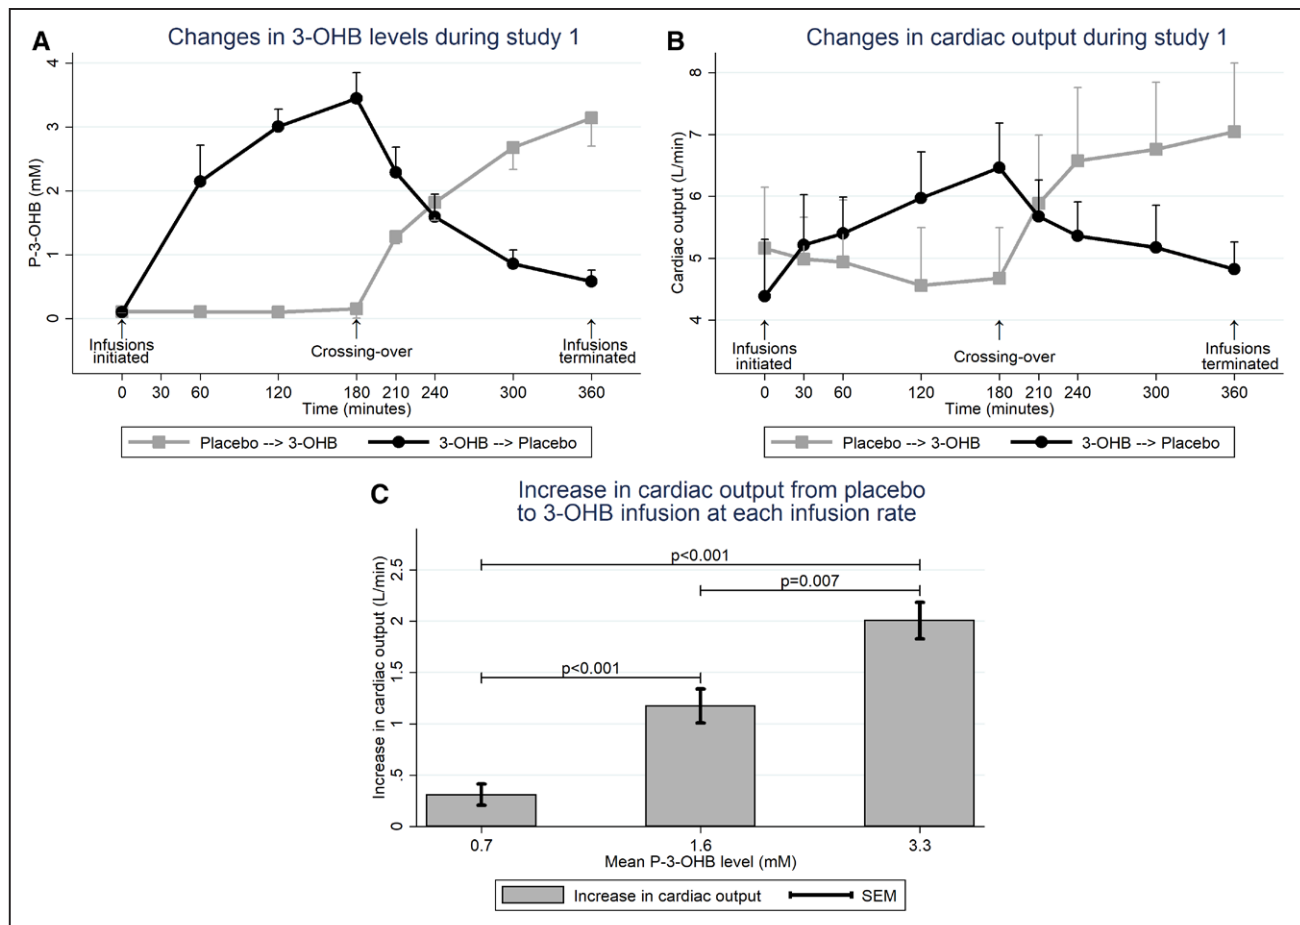 A
Changes in 3-OHB levels during study 1
P-3-OHB (mM)
4
3
2
1
0
Infusions
initiated
Crossing-over
Infusions
terminated
0 30 60 120 180 210 240 300 360
Time (minutes)
Placebo --> 3-OHB
3-OHB --> Placebo
B
Changes in cardiac output during study 1
Cardiac output (L/min)
8
7
6
5
4
Infusions
initiated
Crossing-over
Infusions
terminated
0 30 60 120 180 210 240 300 360
Time (minutes)
Placebo --> 3-OHB
3-OHB --> Placebo
C
Increase in cardiac output from placebo
to 3-OHB infusion at each infusion rate
Increase in cardiac output (L/min)
2.5
2
1.5
1
.5
0
p<0.001
p=0.007
p<0.001
0.7 1.6 3.3
Mean P-3-OHB level (mM)
Increase in cardiac output
SEM